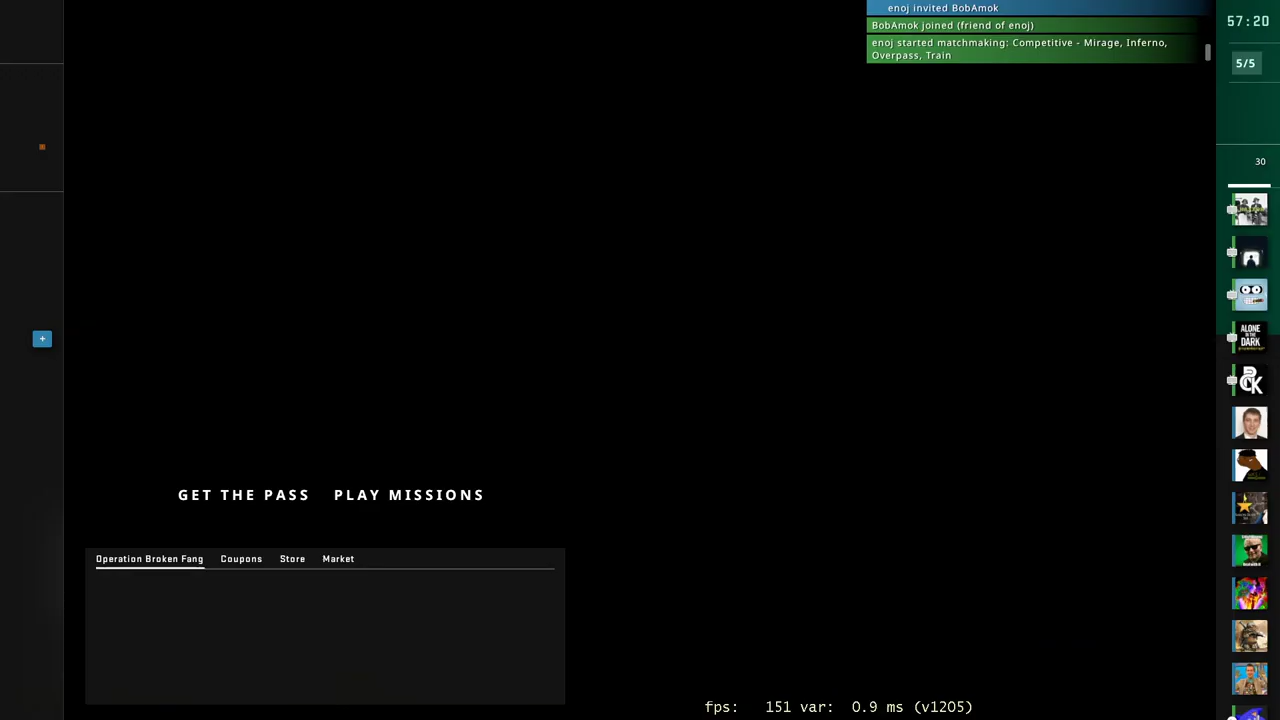 enoj invited BobAmok
BobAmok joined (friend of enoj)
enoj started matchmaking: Competitive - Mirage, Inferno,
Overpass, Train
57:20
5/5
30
ALONE
IN THE
DARK
GET THE PASS PLAY MISSIONS
Operation Broken Fang Coupons Store Market
fps: 151 var: 0.9 ms (v1205)